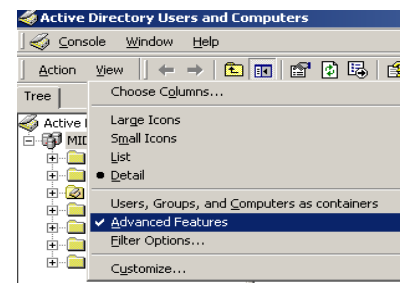 Active Directory Users and Computers
Console Window Help
Action View
Tree
Choose Columns...
Active
Large Icons
Small Icons
List
Detail
Users, Groups, and Computers as containers
Advanced Features
Filter Options...
Customize...